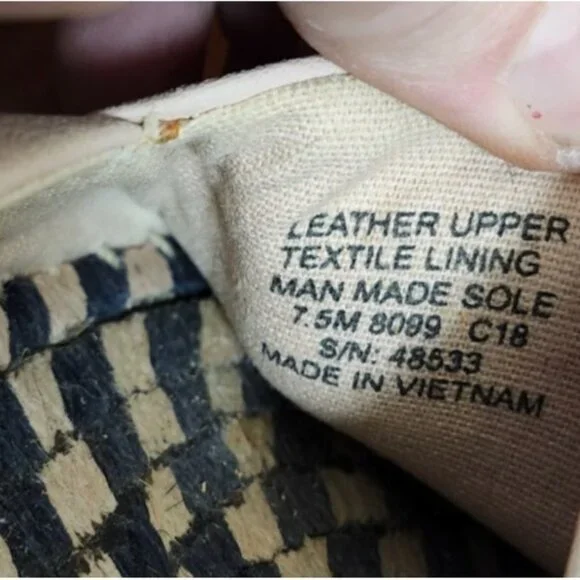 LEATHER UPPER
TEXTILE LINING
MAN MADE SOLE
7.5M 8099 C18
S/N: 48533
MADE IN VIETNAM